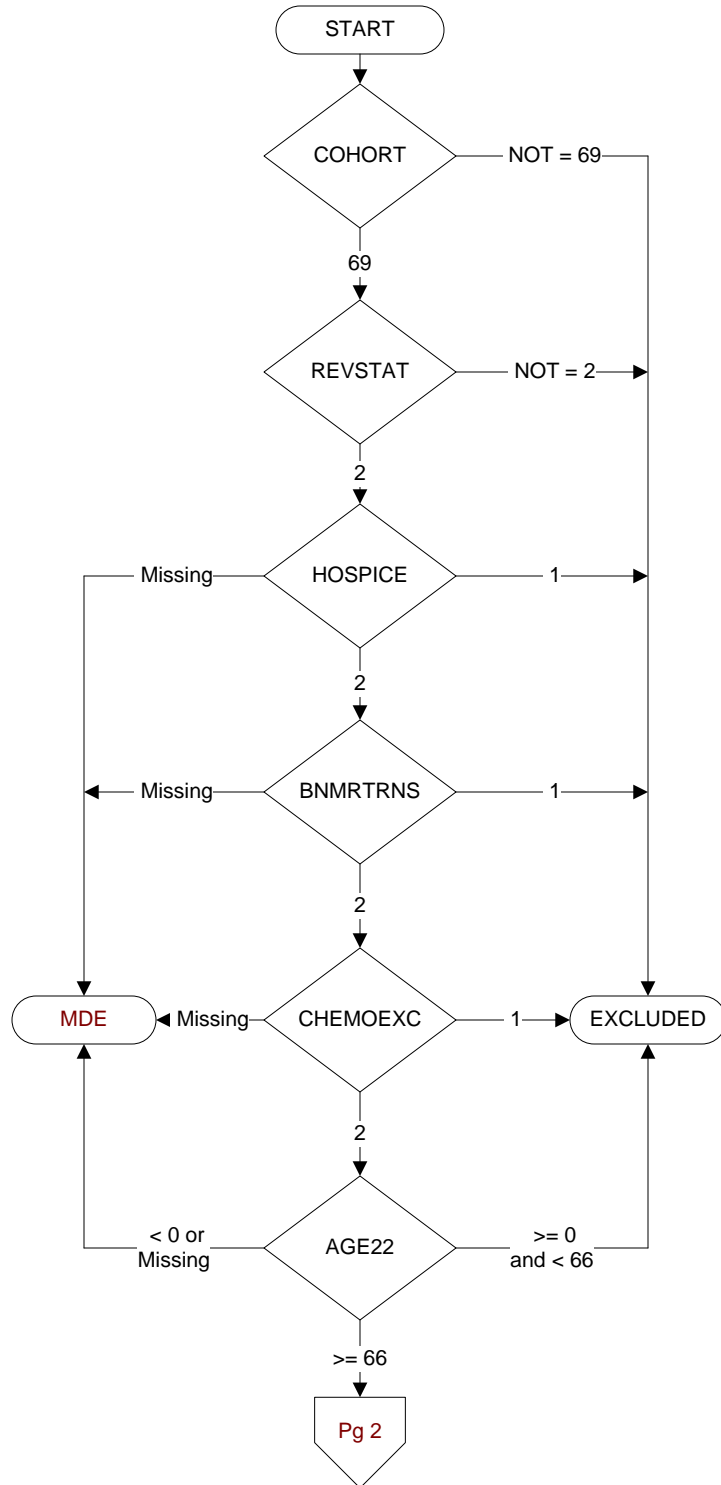 START
COHORT
NOT = 69
69
REVSTAT
NOT = 2
2
Missing
HOSPICE
1
2
Missing
BNMRTRNS
1
2
MDE
Missing
CHEMOEXC
1
EXCLUDED
2
< 0 or
Missing
AGE22
>= 0
and < 66
>= 66
Pg 2